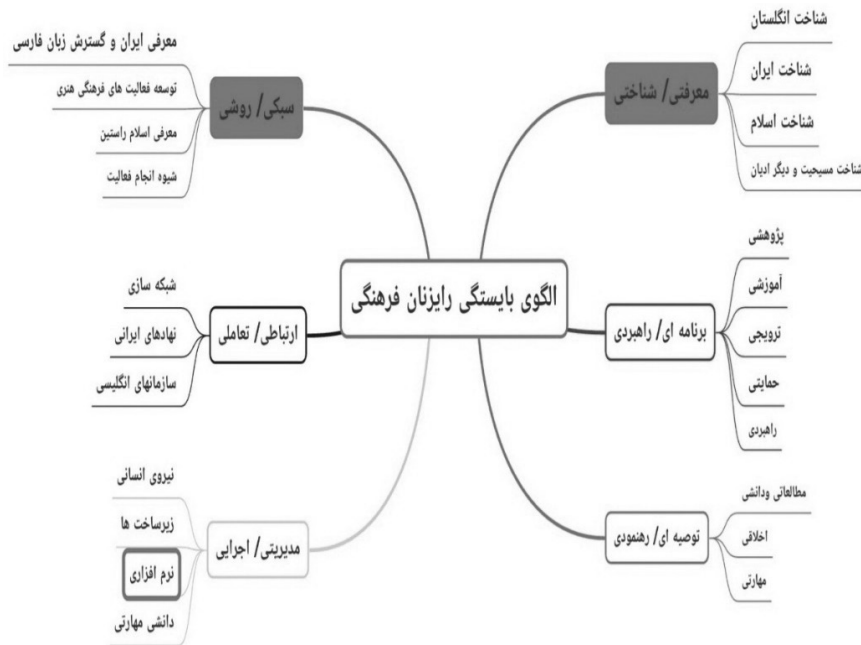 الگوی بایستگی رایزنان فرهنگی
معرفتی/ شناختی
شناخت انگلستان
شناخت ایران
شناخت اسلام
شناخت مسیحیت و دیگر ادیان
برنامه ای/ راهبردی
پژوهشی
آموزشی
ترویجی
حمایتی
راهبردی
توصیه ای/ رهنمودی
مطالعاتی ودانشی
اخلاقی
مهارتی
سبکی/ روشی
معرفی ایران و گسترش زبان فارسی
توسعه فعالیت های فرهنگی هنری
معرفی اسلام راستین
شیوه انجام فعالیت
ارتباطی/ تعاملی
شبکه سازی
نهادهای ایرانی
سازمانهای انگلیسی
مدیریتی/ اجرایی
نیروی انسانی
زیرساخت ها
نرم افزاری
دانشی مهارتی